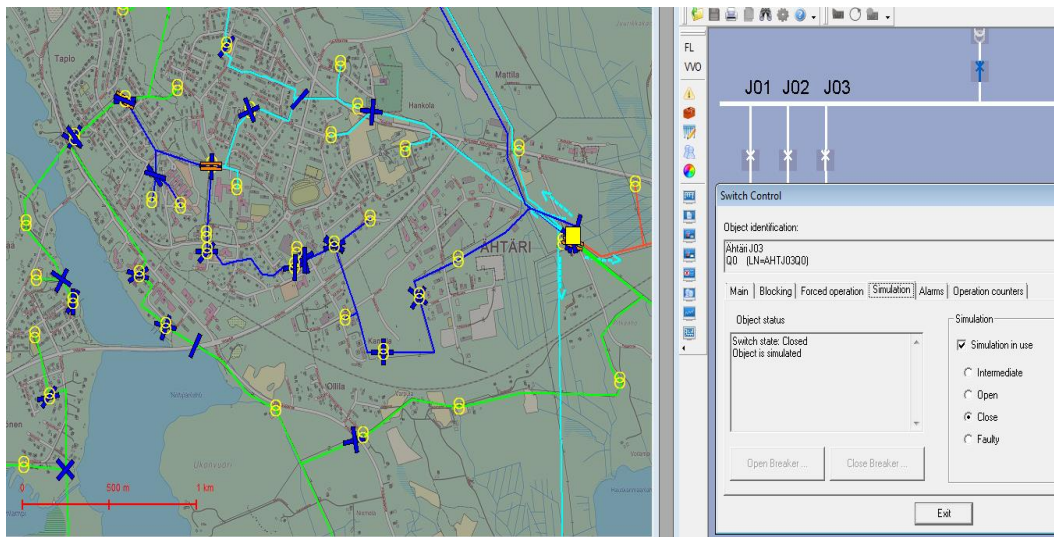 Tapio
Mattila
Hankola
ÄHTÄRI
Ollila
Ukonvuori
0 500 m 1 km
FL
VVO
J01 J02 J03
Switch Control
Object identification:
Ähtäri J03
Q0 (LN=AHTJ03Q0)
Main Blocking Forced operation Simulation Alarms Operation counters
Object status
Switch state: Closed
Object is simulated
Simulation
Simulation in use
Intermediate
Open
Close
Faulty
Open Breaker ... Close Breaker ...
Exit